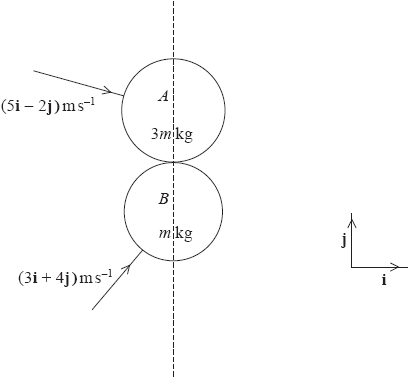 A
(5i – 2j) m s⁻¹
3m kg
B
m kg
j
(3i + 4j) m s⁻¹
i